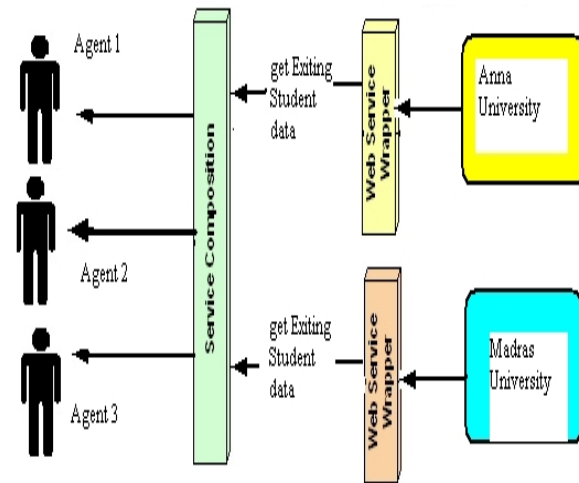 Agent 1
Agent 2
Agent 3
Service Composition
get Exiting
Student
data
Web Service
Wrapper
Anna
University
get Exiting
Student
data
Web Service
Wrapper
Madras
University